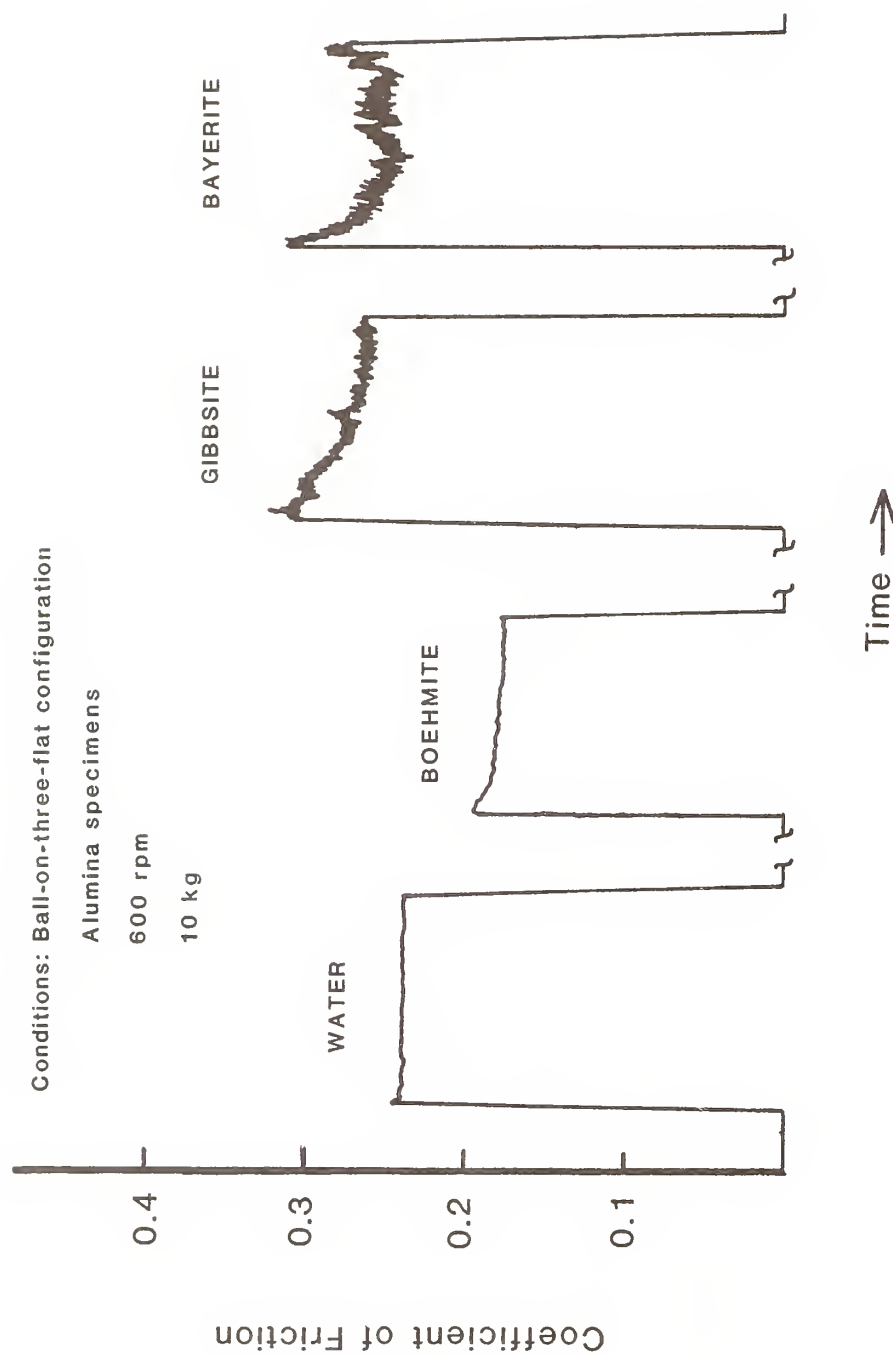 Conditions: Ball-on-three-flat configuration
Alumina specimens
600 rpm
10 kg
Coefficient of Friction
0.4
0.3
0.2
0.1
WATER
BOEHMITE
GIBBSITE
BAYERITE
Time